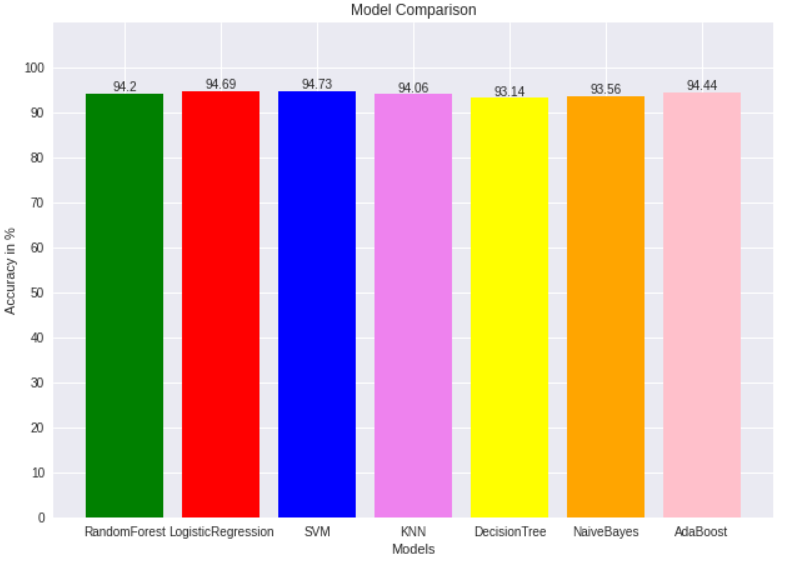 Model Comparison
Accuracy in %
100
90
80
70
60
50
40
30
20
10
0
94.2 94.69 94.73 94.06 93.14 93.56 94.44
RandomForest LogisticRegression SVM KNN DecisionTree NaiveBayes AdaBoost
Models